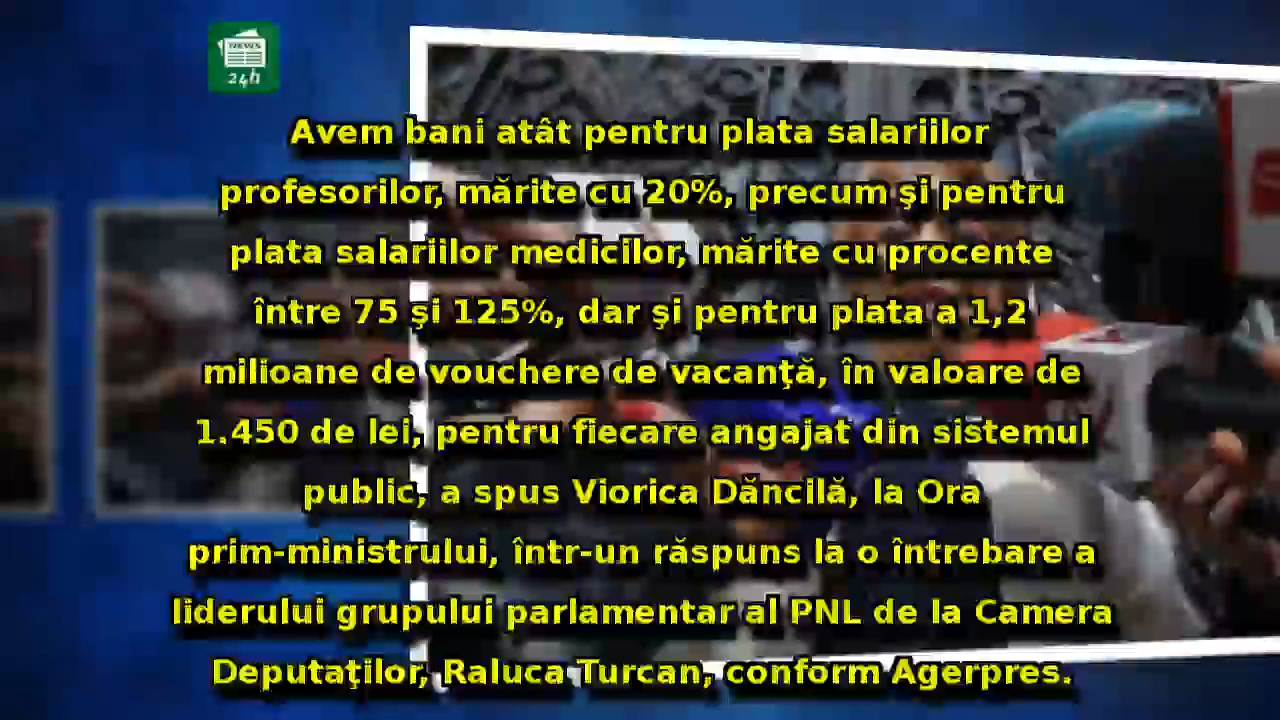 NEWS
24h
Avem bani atât pentru plata salariilor
profesorilor, mărite cu 20%, precum şi pentru
plata salariilor medicilor, mărite cu procente
între 75 şi 125%, dar şi pentru plata a 1,2
milioane de vouchere de vacanţă, în valoare de
1.450 de lei, pentru fiecare angajat din sistemul
public, a spus Viorica Dăncilă, la Ora
prim-ministrului, într-un răspuns la o întrebare a
liderului grupului parlamentar al PNL de la Camera
Deputaţilor, Raluca Turcan, conform Agerpres.